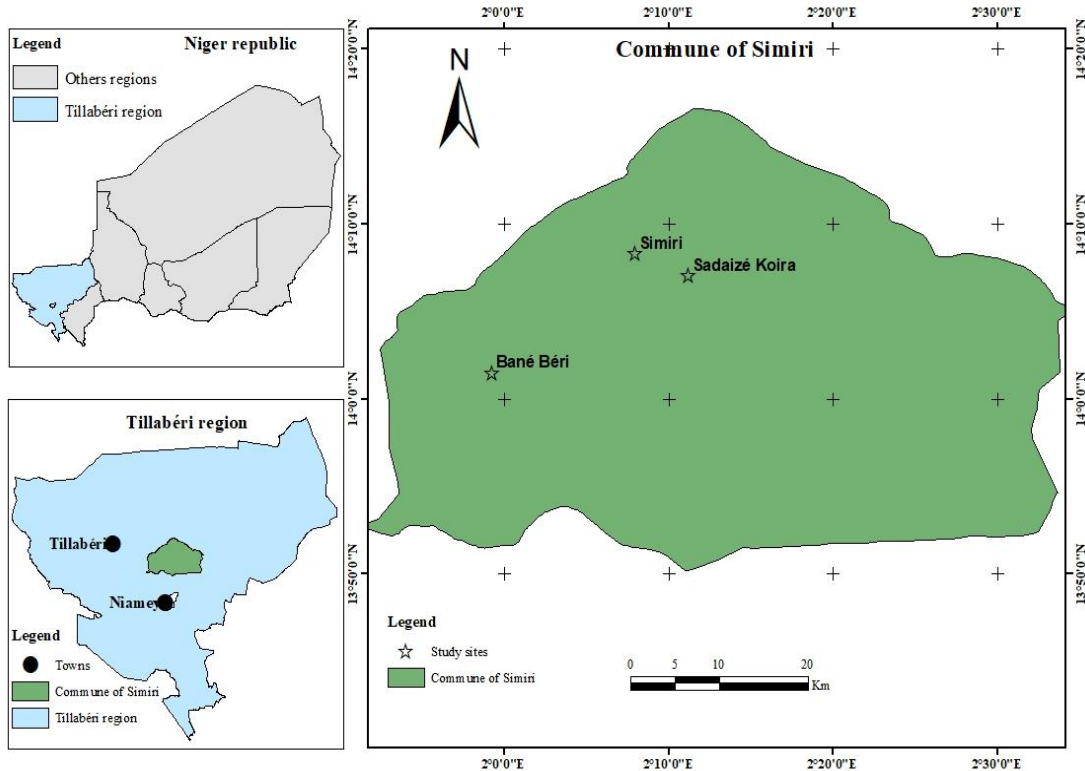 Legend
Niger republic
Others regions
Tillabéri region
Tillabéri region
Tillabéri
Niamey
Legend
Towns
Commune of Simiri
Tillabéri region
2°0'0"E 2°10'0"E 2°20'0"E 2°30'0"E
Commune of Simiri
N
14°20'0"N
14°10'0"N
14°0'0"N
13°50'0"N
Simiri
Sadaizé Koira
Bané Béri
Legend
Study sites
Commune of Simiri
0 5 10 20
Km
14°20'0"N
14°10'0"N
14°0'0"N
13°50'0"N
2°0'0"E 2°10'0"E 2°20'0"E 2°30'0"E